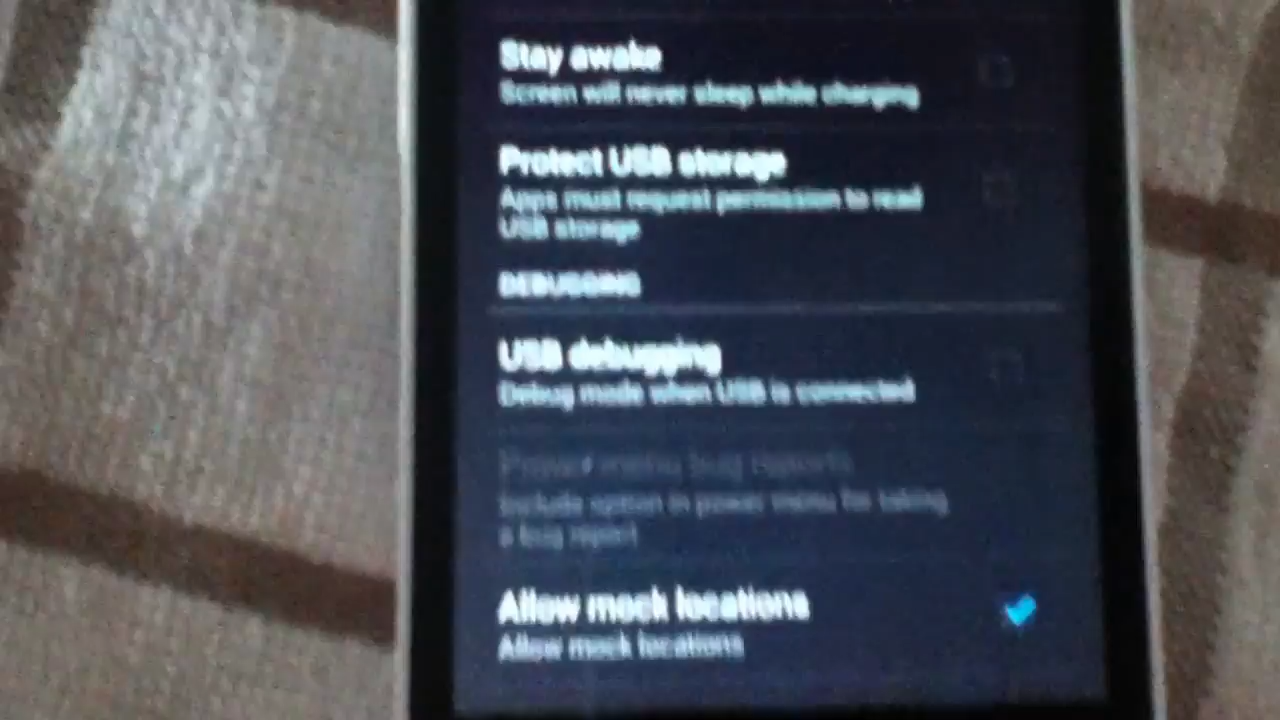 Stay awake
Screen will never sleep while charging
Protect USB storage
Apps must request permission to read
USB storage
DEBUGGING
USB debugging
Debug mode when USB is connected
Power menu bug reports
Include option in power menu for taking
a bug report
Allow mock locations
Allow mock locations